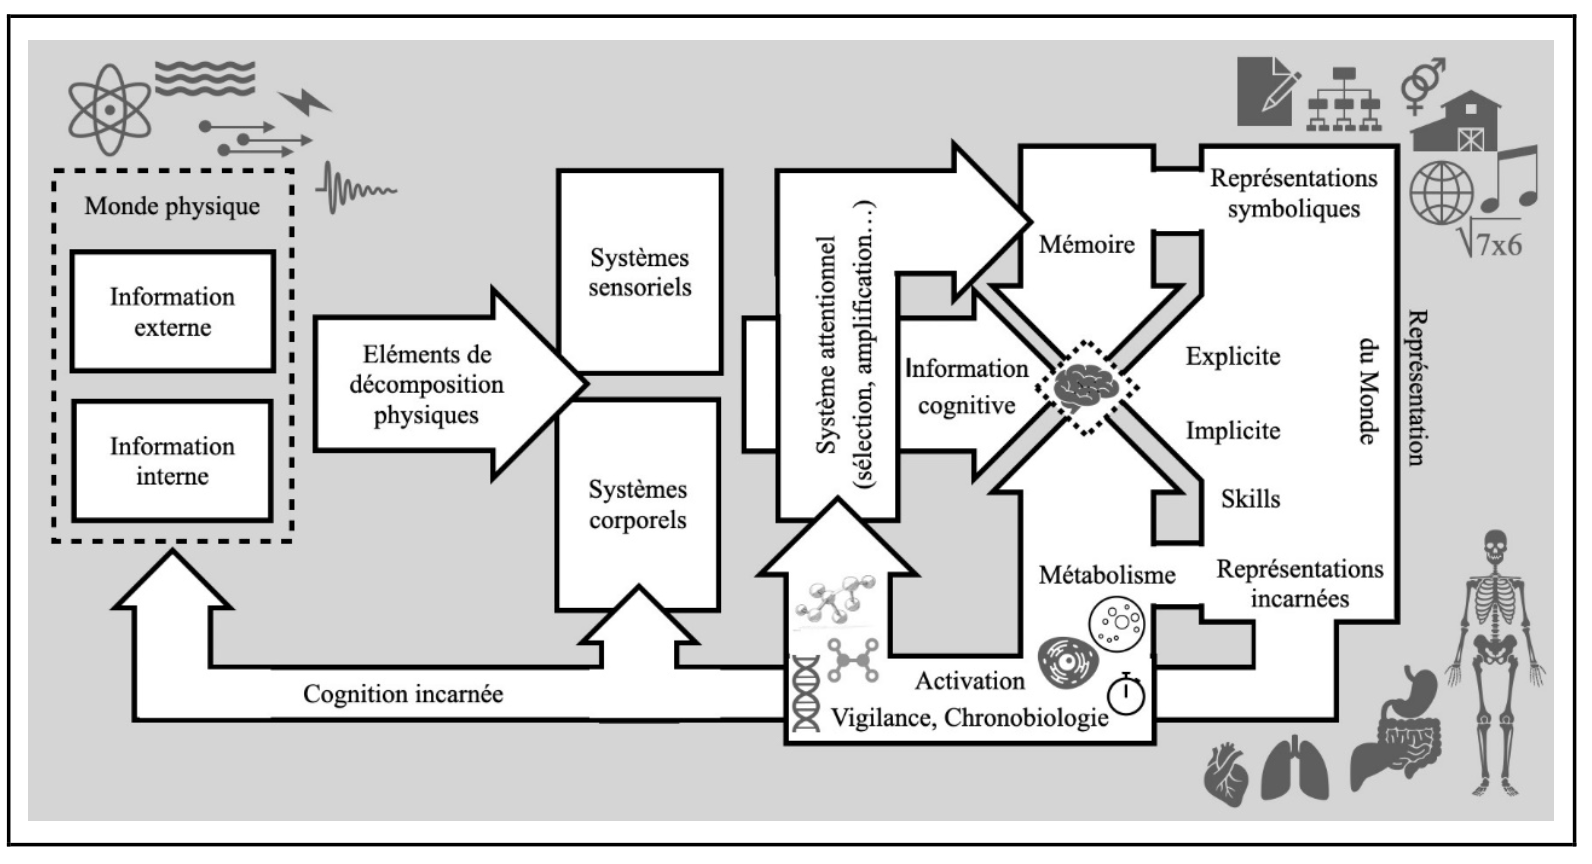 Monde physique
Information
externe
Information
interne
Eléments de
décomposition
physiques
Systèmes
sensoriels
Systèmes
corporels
Système attentionnel
(sélection, amplification…)
Information
cognitive
Mémoire
Représentations
symboliques
√7x6
Explicite
Implicite
Skills
Représentation
du Monde
Métabolisme
Représentations
incarnées
Activation
Vigilance, Chronobiologie
Cognition incarnée